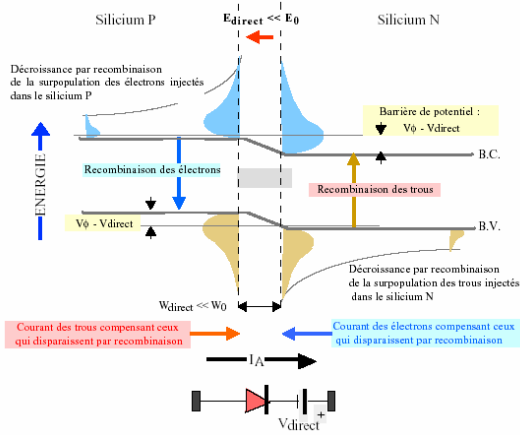 Silicium P
E direct << E0
Silicium N
Décroissance par recombinaison
de la surpopulation des électrons injectés
dans le silicium P
Barrière de potentiel :
Vϕ - Vdirect
B.C.
ENERGIE
Recombinaison des électrons
Recombinaison des trous
Vϕ - Vdirect
B.V.
Décroissance par recombinaison
de la surpopulation des trous injectés
dans le silicium N
Wdirect << W0
Courant des trous compensant ceux
qui disparaissent par recombinaison
Courant des électrons compensant ceux
qui disparaissent par recombinaison
IA
Vdirect
+